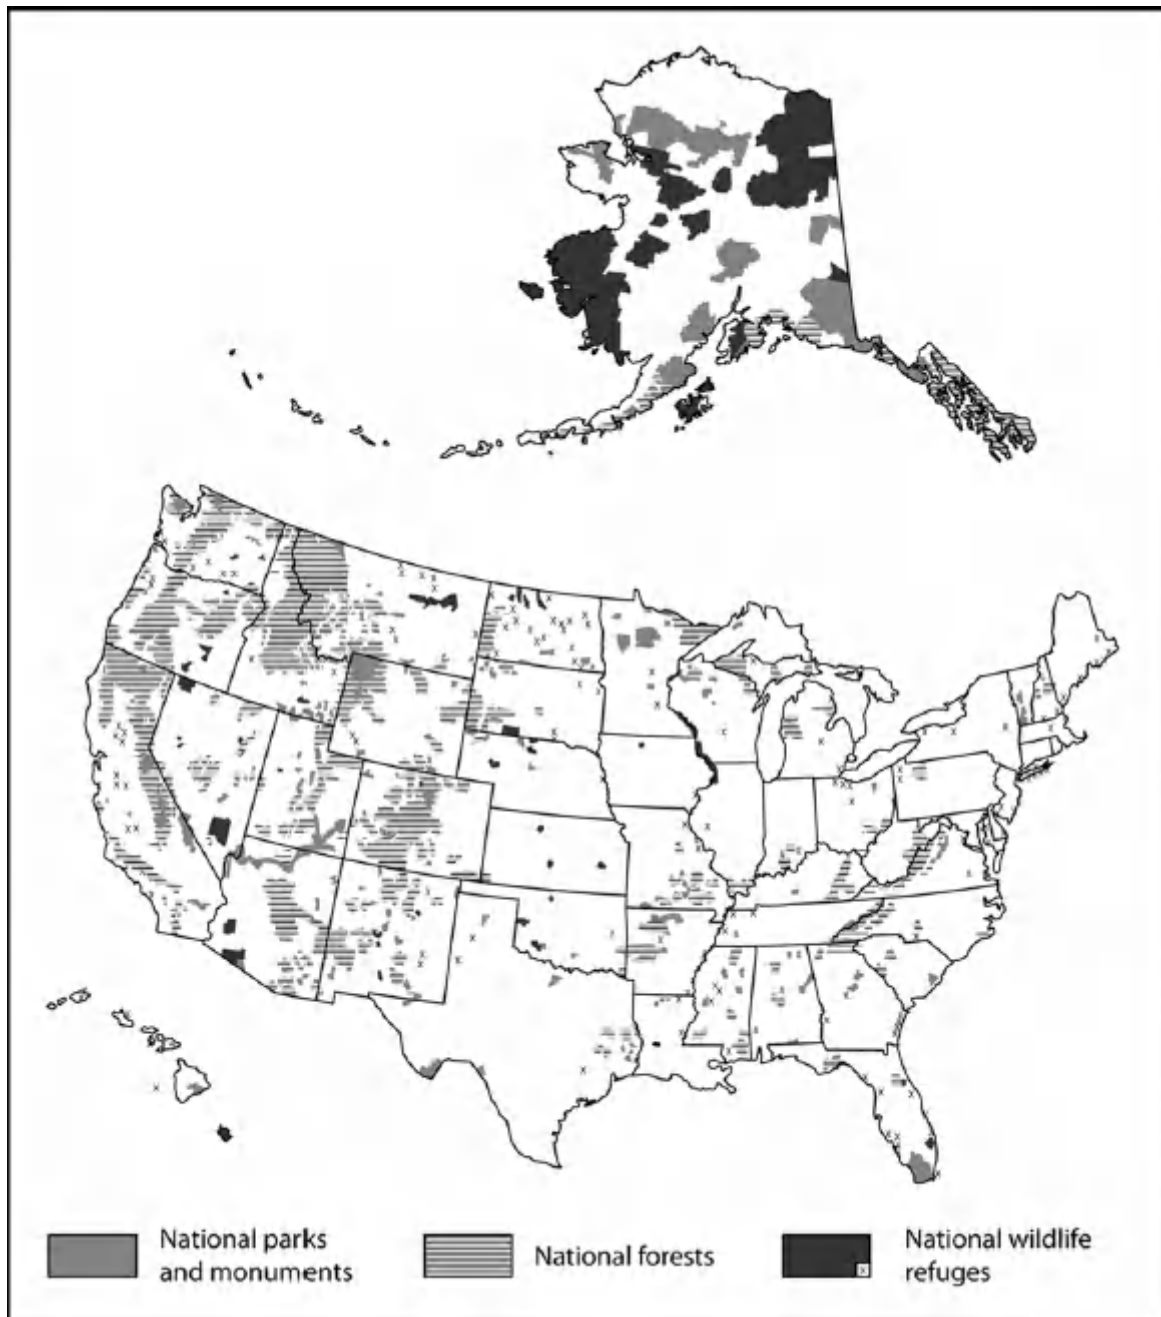 National parks
and monuments
National forests
National wildlife
refuges
x